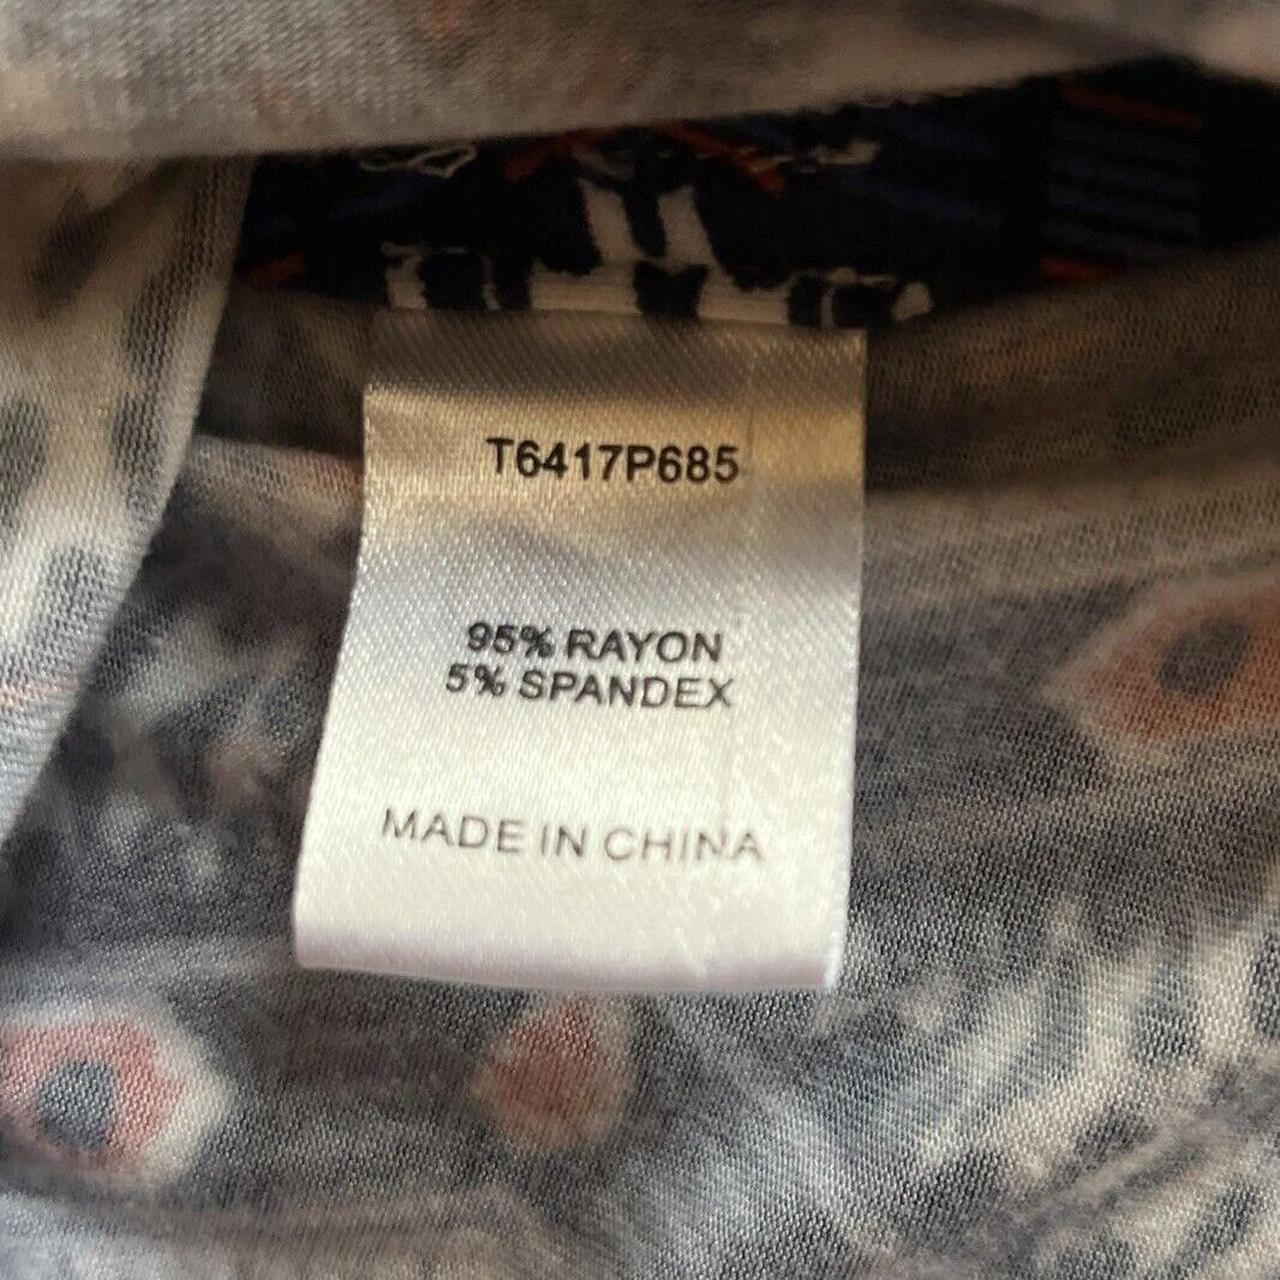 T6417P685
95% RAYON
5% SPANDEX
MADE IN CHINA